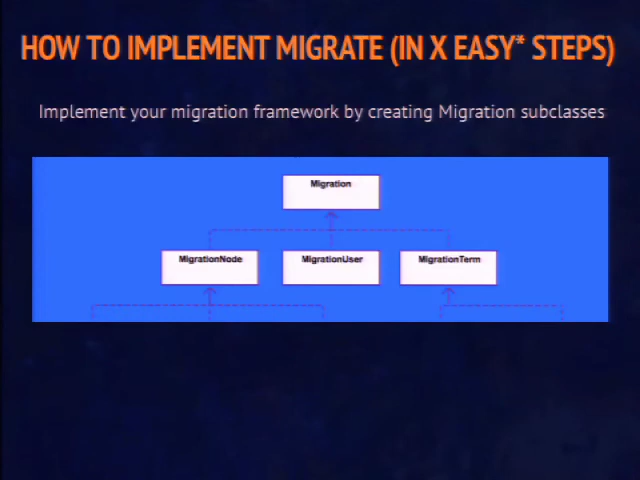 HOW TO IMPLEMENT MIGRATE (IN X EASY* STEPS)
Implement your migration framework by creating Migration subclasses
Migration
MigrationNode MigrationUser MigrationTerm